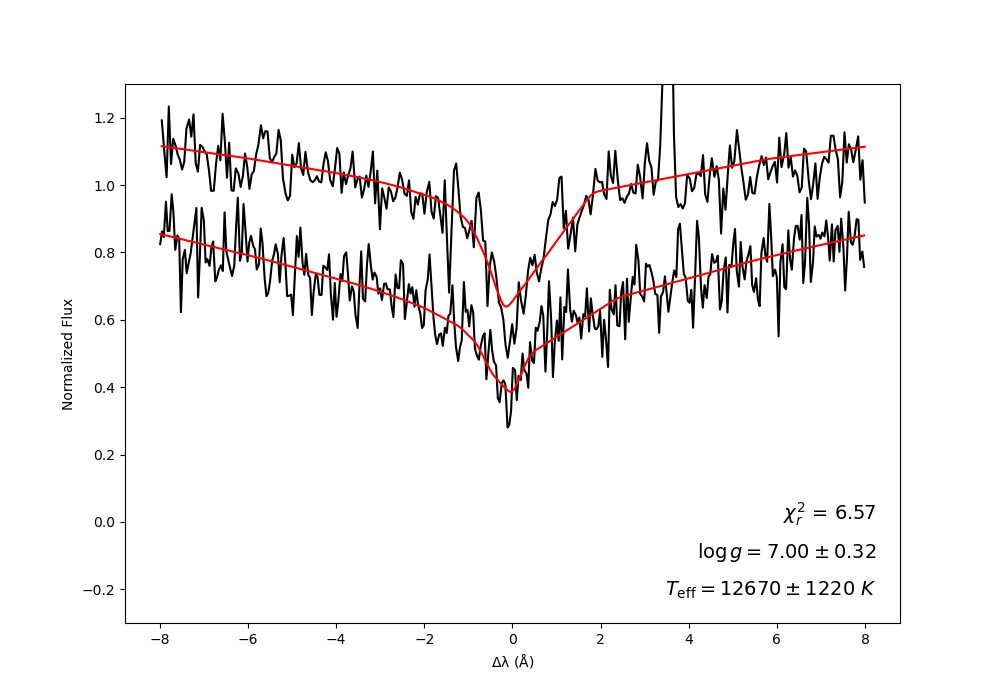 1.2
1.0
0.8
0.6
0.4
0.2
0.0
−0.2
Normalized Flux
χ²ᵣ = 6.57
log g = 7.00 ± 0.32
T_eff = 12670 ± 1220 K
−8 −6 −4 −2 0 2 4 6 8
Δλ (Å)